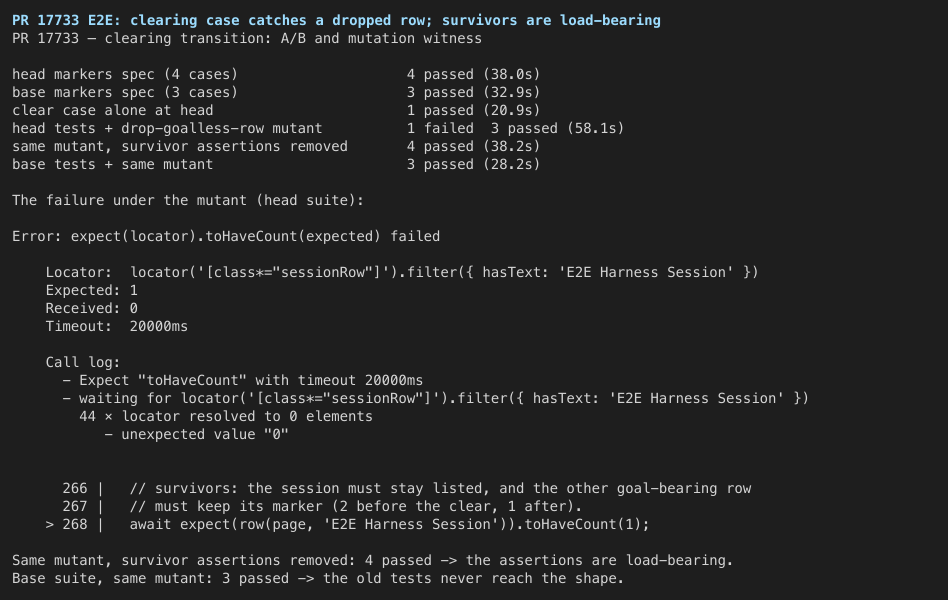 PR 17733 E2E: clearing case catches a dropped row; survivors are load-bearing
PR 17733 — clearing transition: A/B and mutation witness
head markers spec (4 cases) 4 passed (38.0s)
base markers spec (3 cases) 3 passed (32.9s)
clear case alone at head 1 passed (20.9s)
head tests + drop-goalless-row mutant 1 failed 3 passed (58.1s)
same mutant, survivor assertions removed 4 passed (38.2s)
base tests + same mutant 3 passed (28.2s)
The failure under the mutant (head suite):
Error: expect(locator).toHaveCount(expected) failed
Locator: locator('[class*="sessionRow"]').filter({ hasText: 'E2E Harness Session' })
Expected: 1
Received: 0
Timeout: 20000ms
Call log:
– Expect "toHaveCount" with timeout 20000ms
– waiting for locator('[class*="sessionRow"]').filter({ hasText: 'E2E Harness Session' })
44 × locator resolved to 0 elements
– unexpected value "0"
266 | // survivors: the session must stay listed, and the other goal-bearing row
267 | // must keep its marker (2 before the clear, 1 after).
> 268 | await expect(row(page, 'E2E Harness Session')).toHaveCount(1);
Same mutant, survivor assertions removed: 4 passed -> the assertions are load-bearing.
Base suite, same mutant: 3 passed -> the old tests never reach the shape.